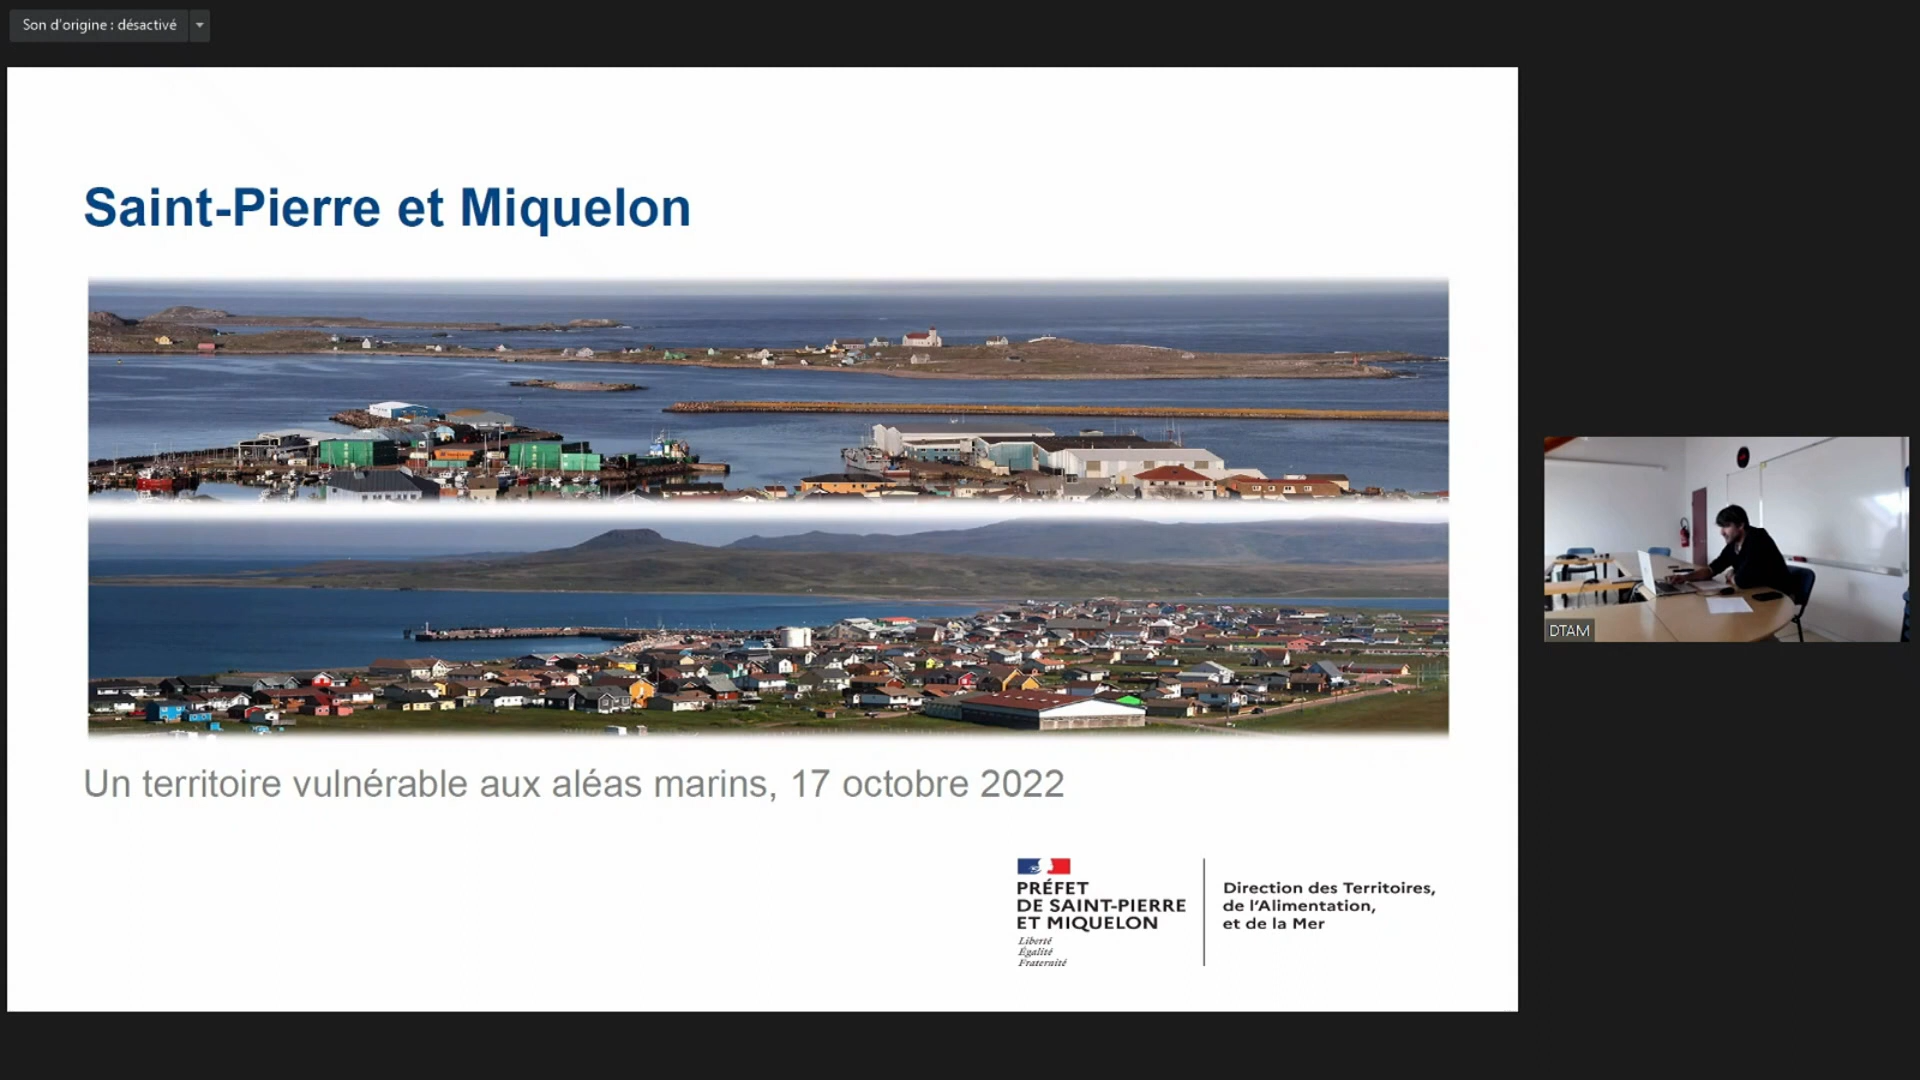 Son d'origine : désactivé
Saint-Pierre et Miquelon
Un territoire vulnérable aux aléas marins, 17 octobre 2022
PRÉFET
DE SAINT-PIERRE
ET MIQUELON
Liberté
Égalité
Fraternité
Direction des Territoires,
de l'Alimentation,
et de la Mer
DTAM